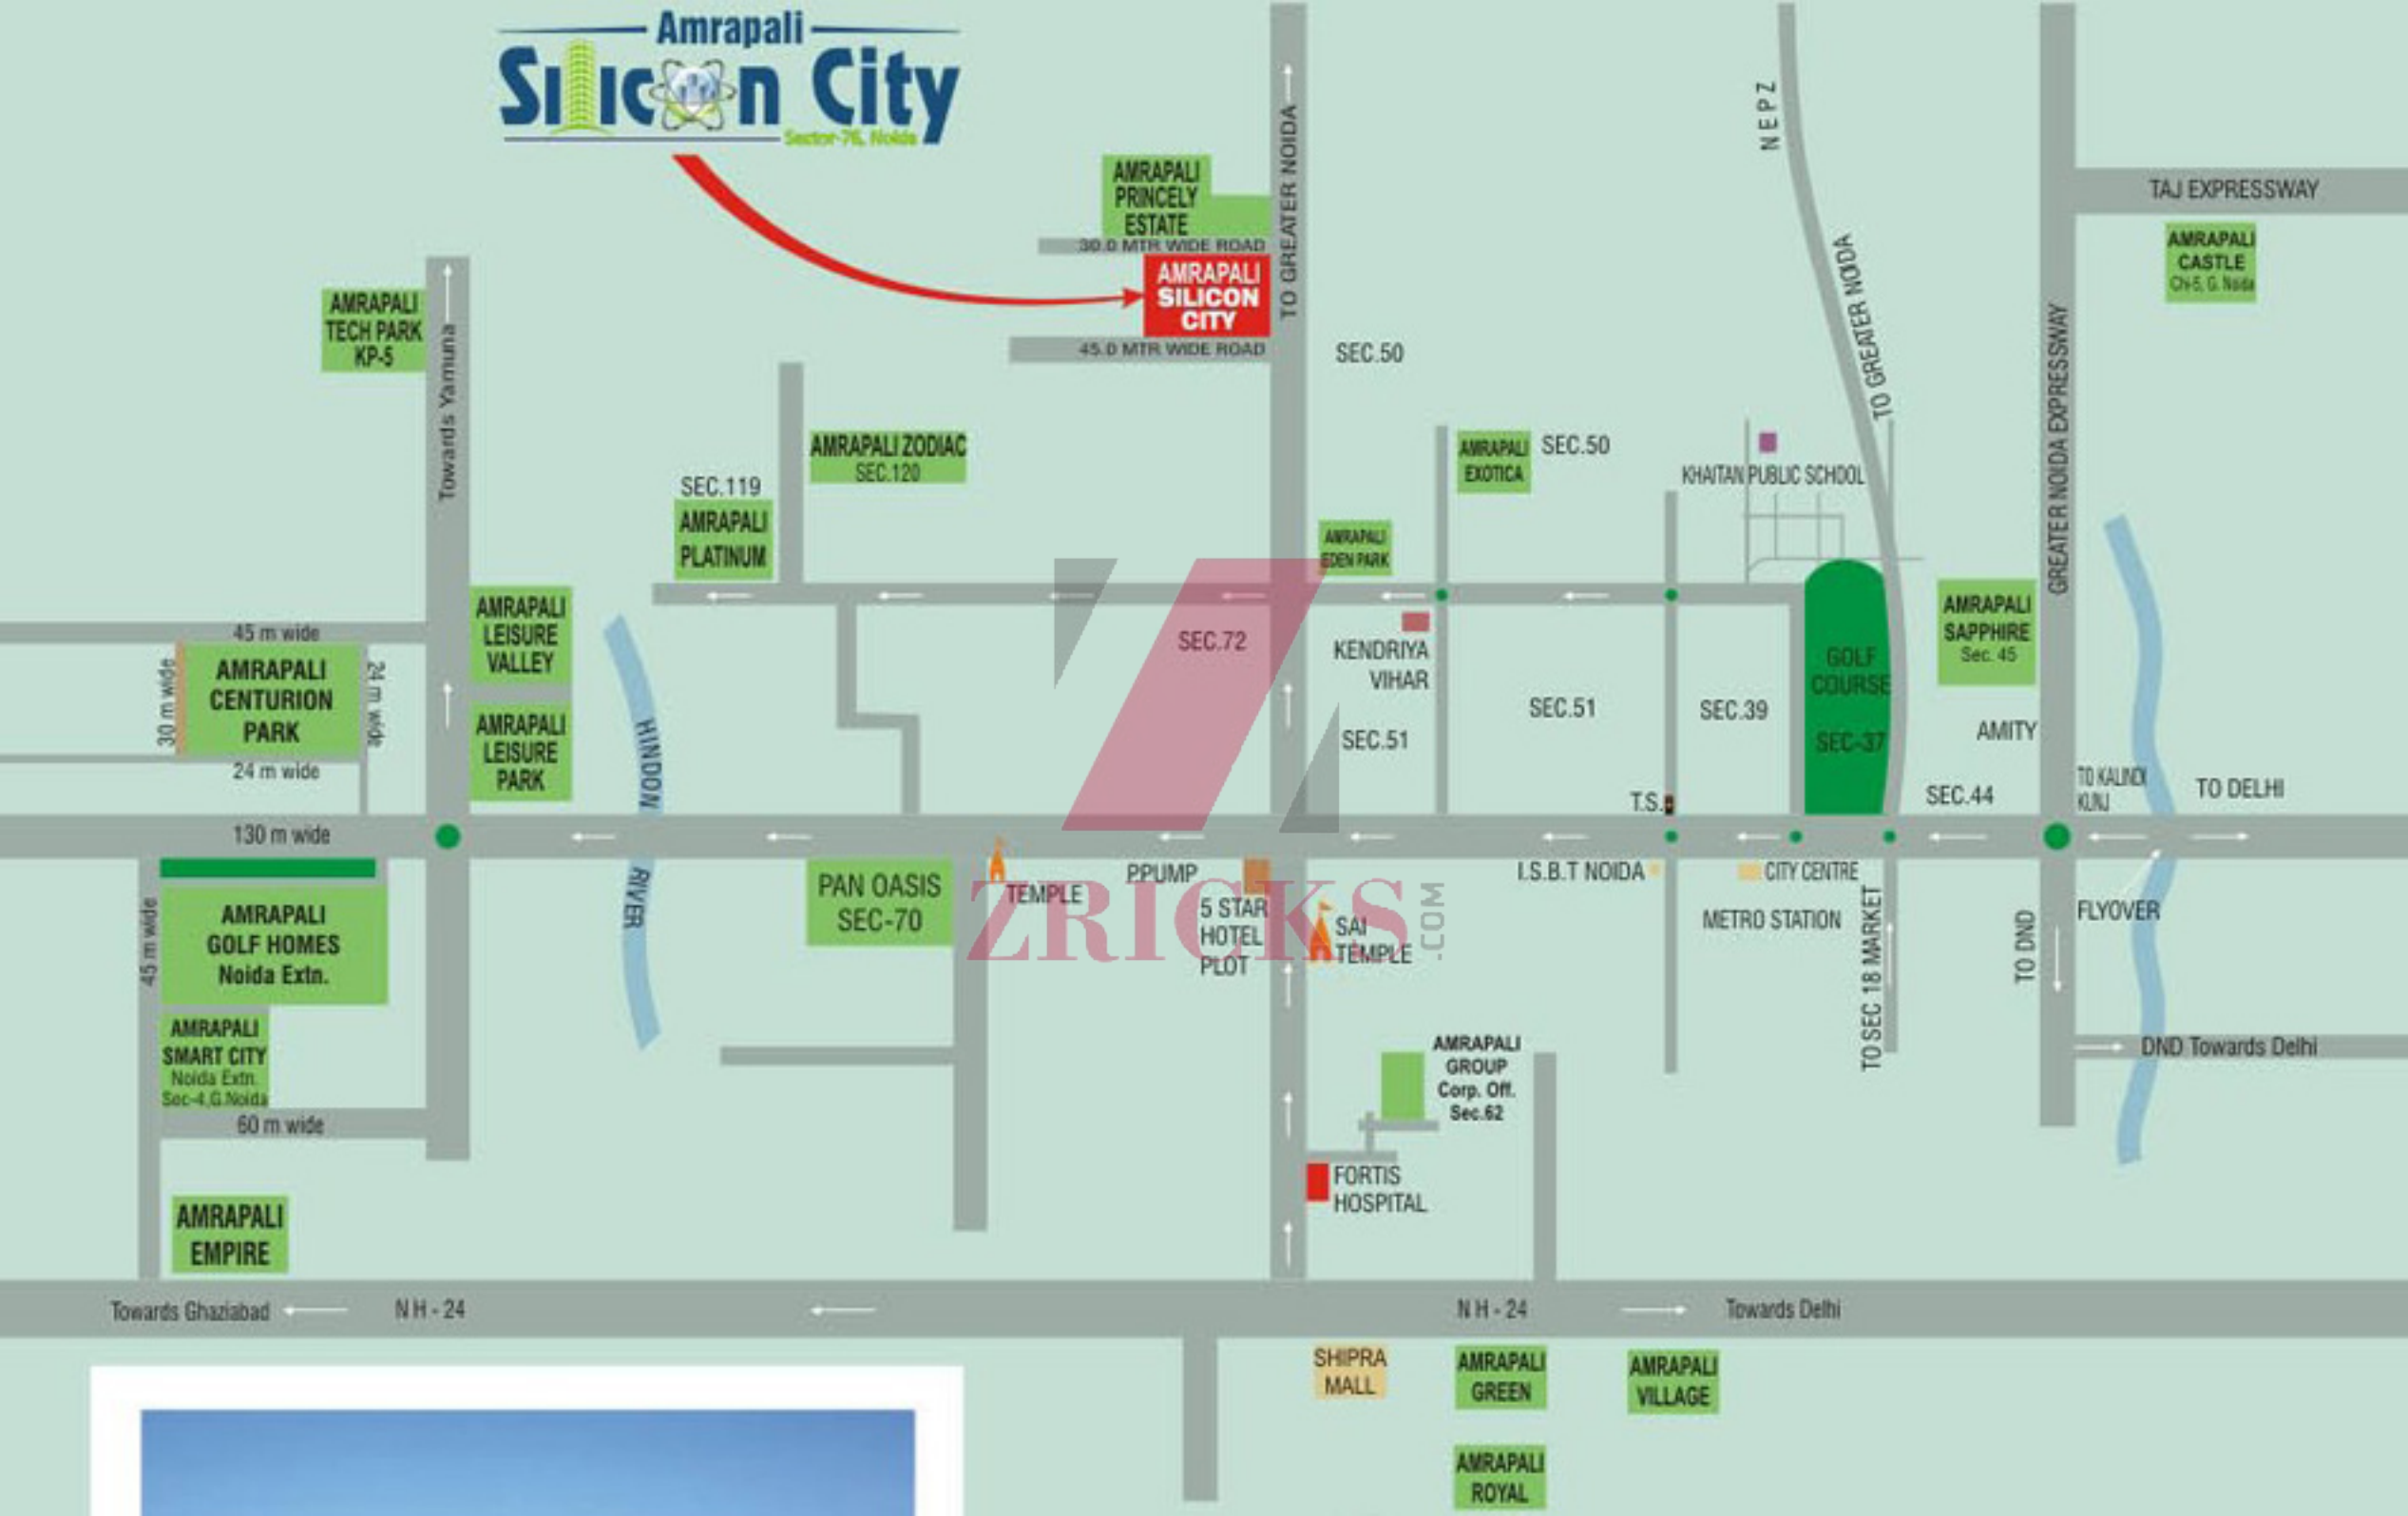 Amrapali
Silicon City
Sector-76, Noida
AMRAPALI
PRINCELY
ESTATE
30.0 MTR WIDE ROAD
AMRAPALI
SILICON
CITY
45.0 MTR WIDE ROAD
TO GREATER NOIDA
NEPZ
TO GREATER NOIDA
GREATER NOIDA EXPRESSWAY
TAJ EXPRESSWAY
AMRAPALI
CASTLE
Chi-5, G. Noida
AMRAPALI
TECH PARK
KP-5
Towards Yamuna
SEC.50
AMRAPALI ZODIAC
SEC.120
SEC.119
AMRAPALI
PLATINUM
AMRAPALI
EXOTICA
SEC.50
KHAITAN PUBLIC SCHOOL
AMRAPALI
EDEN PARK
AMRAPALI
LEISURE
VALLEY
AMRAPALI
LEISURE
PARK
45 m wide
30 m wide
AMRAPALI
CENTURION
PARK
24 m wide
24 m wide
HINDON
RIVER
SEC.72
KENDRIYA
VIHAR
SEC.51
SEC.51
SEC.39
GOLF
COURSE
SEC-37
AMRAPALI
SAPPHIRE
Sec. 45
AMITY
SEC.44
T.S.
TO KALINDI
KUNJ
TO DELHI
130 m wide
45 m wide
AMRAPALI
GOLF HOMES
Noida Extn.
AMRAPALI
SMART CITY
Noida Extn.
Sec-4,G.Noida
60 m wide
AMRAPALI
EMPIRE
PAN OASIS
SEC-70
TEMPLE
PPUMP
5 STAR
HOTEL
PLOT
SAI
TEMPLE
ZRICKS
.COM
I.S.B.T NOIDA
CITY CENTRE
METRO STATION
TO SEC 18 MARKET
TO DND
FLYOVER
DND Towards Delhi
AMRAPALI
GROUP
Corp. Off.
Sec.62
FORTIS
HOSPITAL
Towards Ghaziabad
NH - 24
NH - 24
Towards Delhi
SHIPRA
MALL
AMRAPALI
GREEN
AMRAPALI
VILLAGE
AMRAPALI
ROYAL